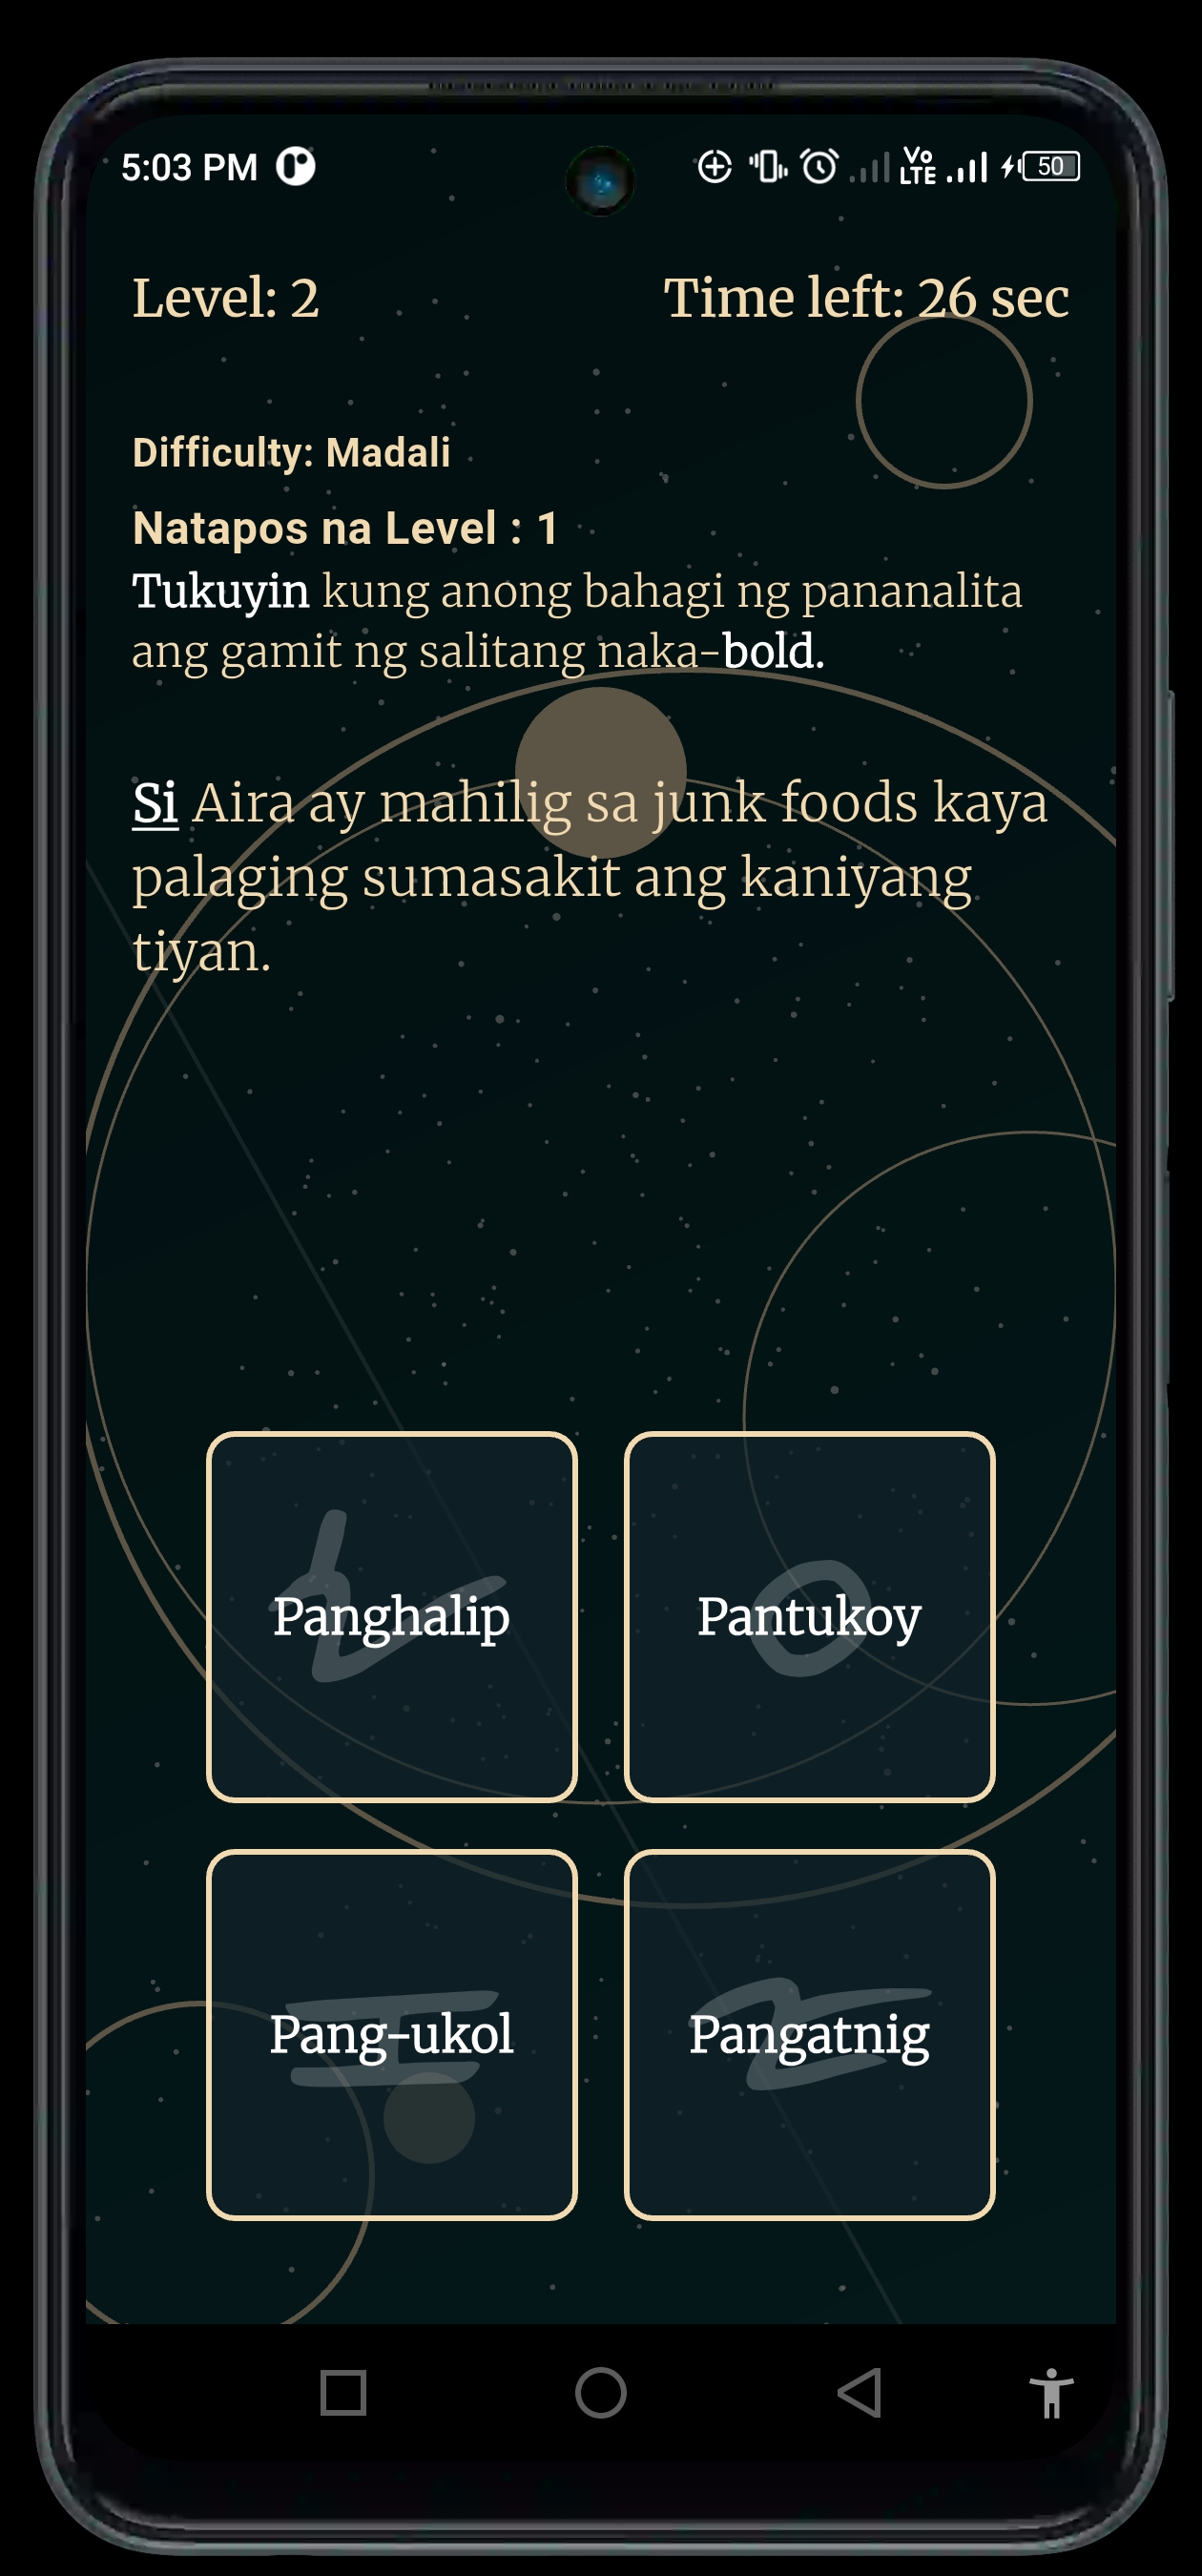 5:03 PM
Vo
LTE
50
Level: 2
Time left: 26 sec
Difficulty: Madali
Natapos na Level : 1
Tukuyin kung anong bahagi ng pananalita
ang gamit ng salitang naka-bold.
Si Aira ay mahilig sa junk foods kaya
palaging sumasakit ang kaniyang
tiyan.
Panghalip
Pantukoy
Pang-ukol
Pangatnig